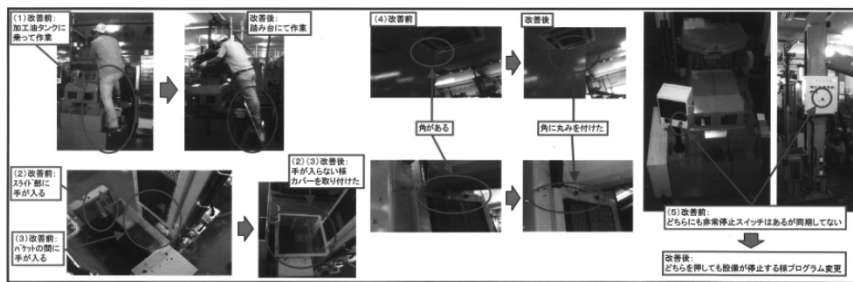 (1)改善前:
加工油タンクに
乗って作業
改善後:
踏み台にて作業
(2)改善前:
スライド部に
手が入る
(3)改善前:
バケットの間に
手が入る
(2)(3)改善後:
手が入らない様
カバーを取り付けた
(4)改善前
改善後
角がある
角に丸みを付けた
(5)改善前:
どちらにも非常停止スイッチはあるが同期してない
改善後:
どちらを押しても設備が停止する様プログラム変更